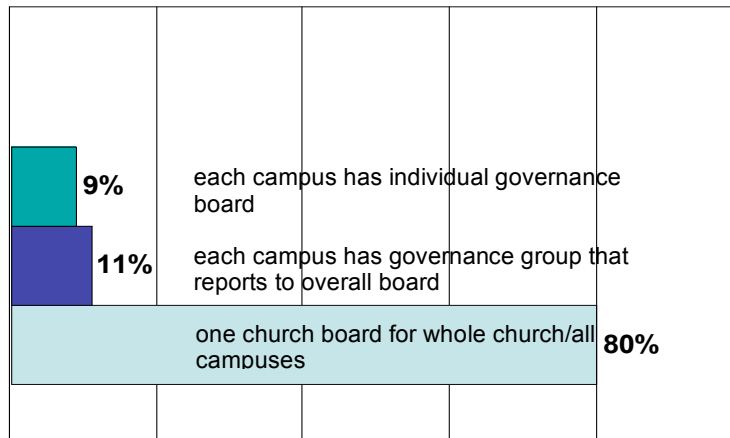 9%
each campus has individual governance
board
11%
each campus has governance group that
reports to overall board
one church board for whole church/all
campuses
80%